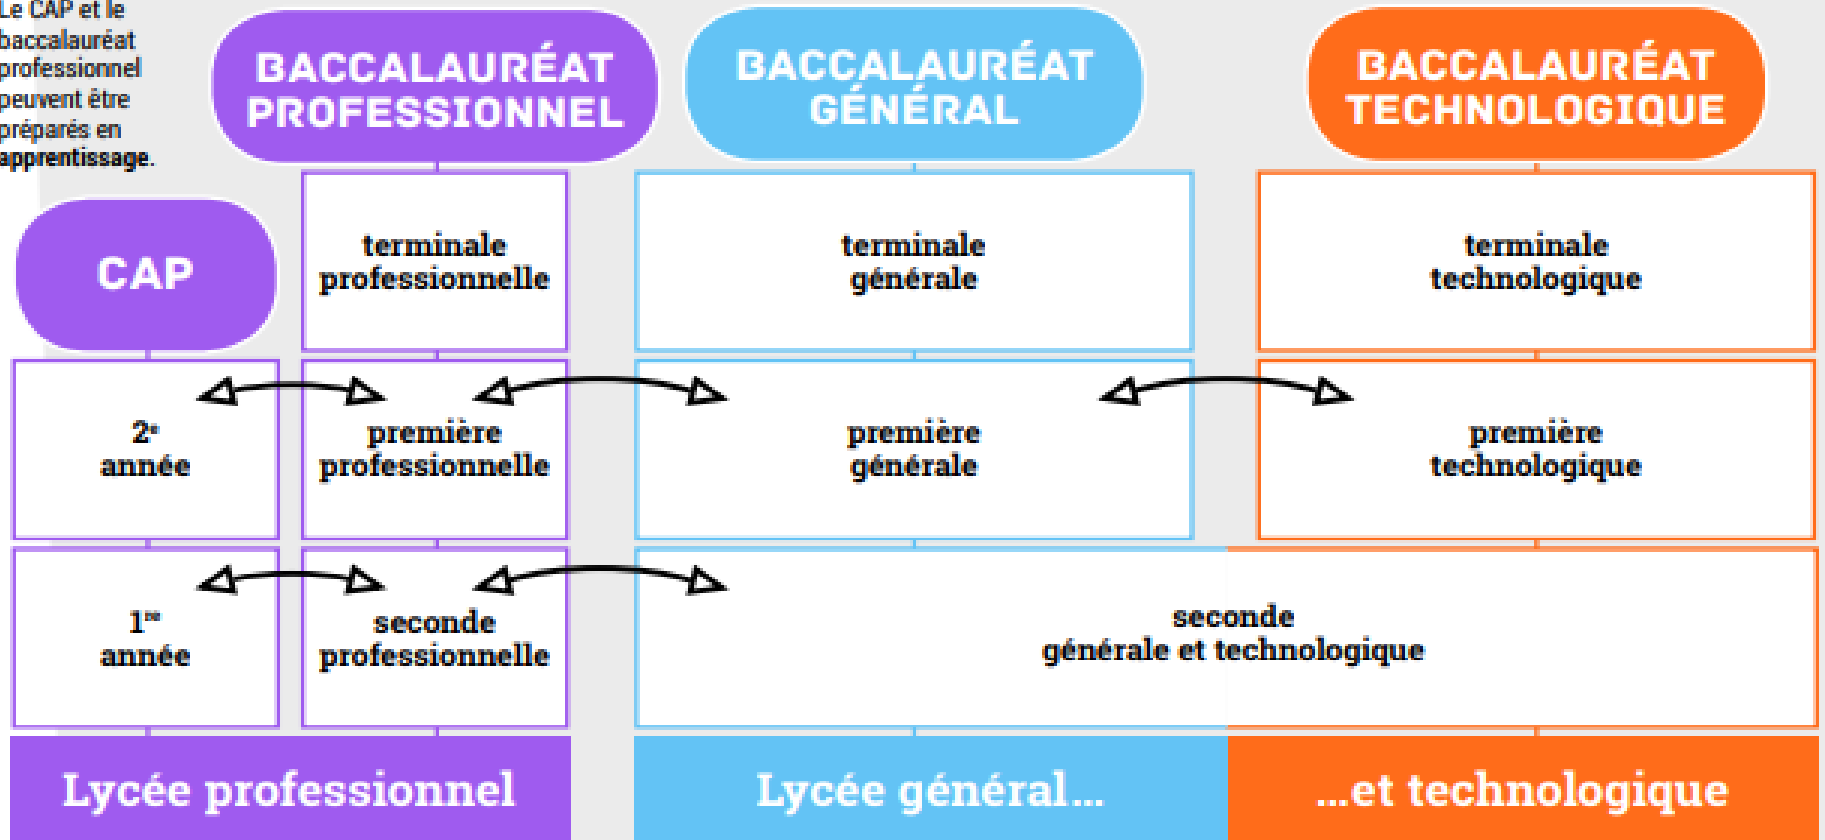 Le CAP et le
baccalauréat
professionnel
peuvent être
préparés en
apprentissage.
BACCALAURÉAT
PROFESSIONNEL
BACCALAURÉAT
GÉNÉRAL
BACCALAURÉAT
TECHNOLOGIQUE
CAP
terminale
professionnelle
terminale
générale
terminale
technologique
2e
année
première
professionnelle
première
générale
première
technologique
1re
année
seconde
professionnelle
seconde
générale et technologique
Lycée professionnel
Lycée général...
...et technologique